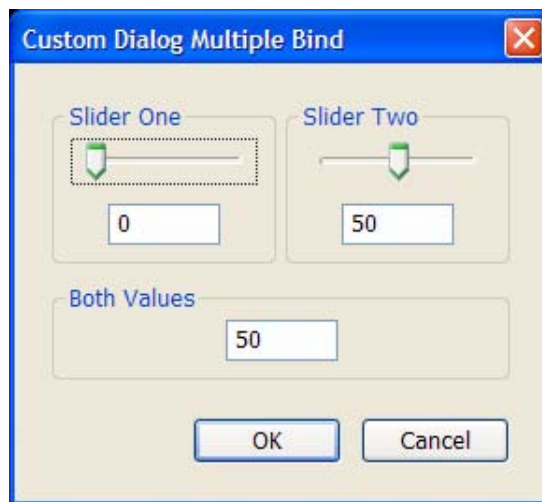 Custom Dialog Multiple Bind
Slider One
Slider Two
0
50
Both Values
50
OK
Cancel